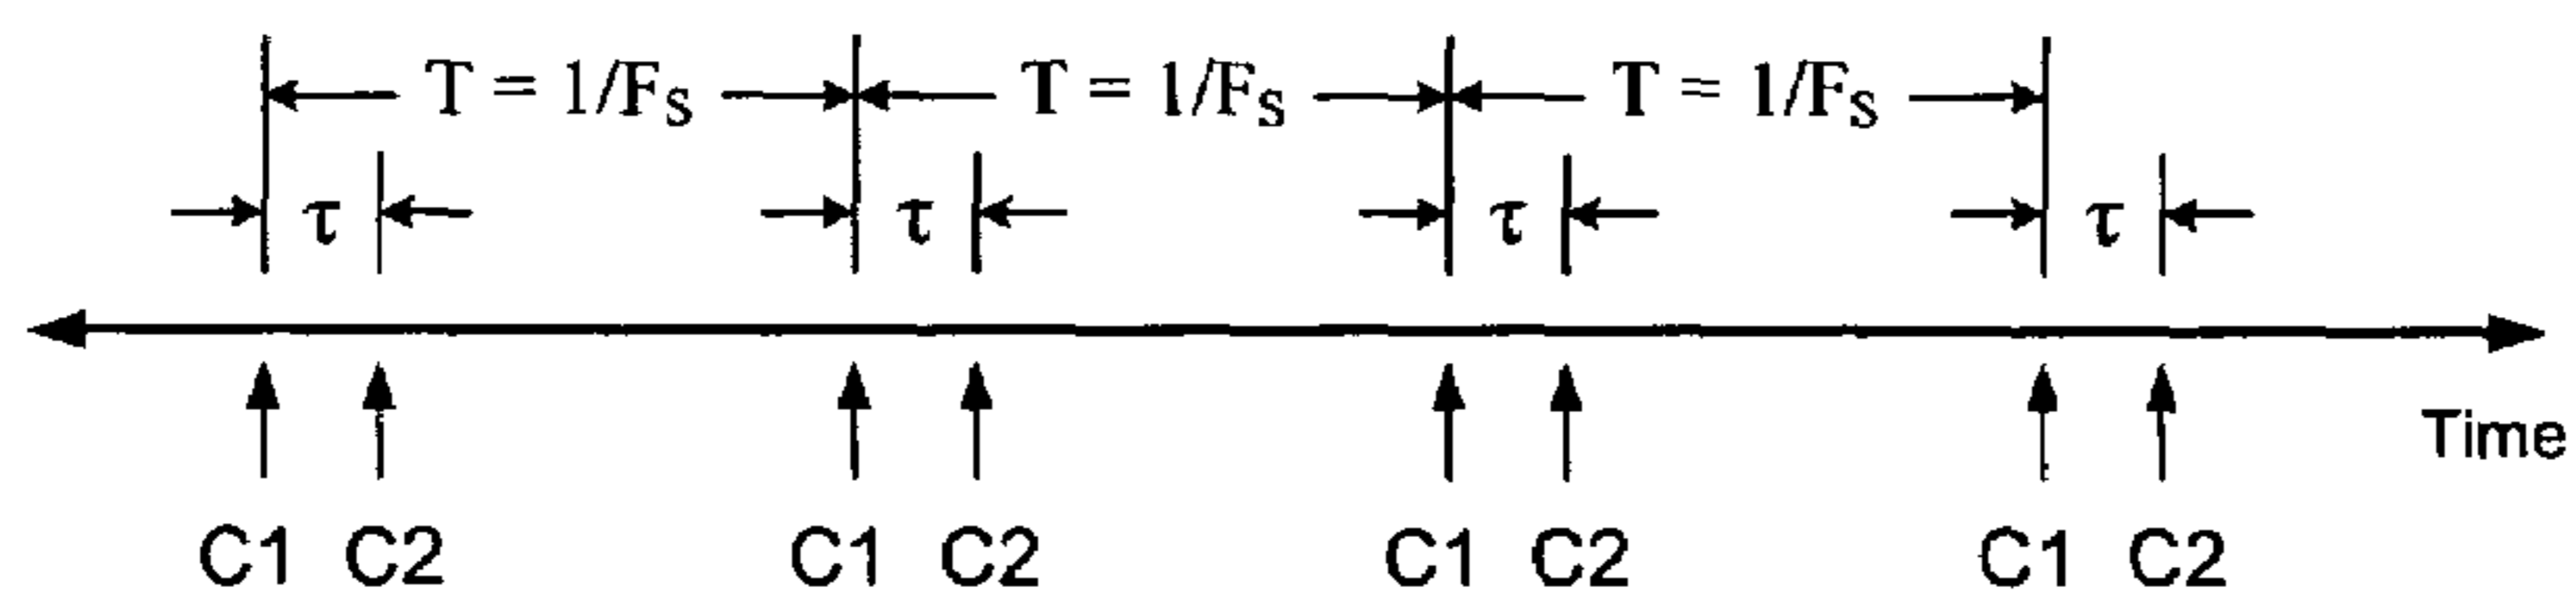 T = 1/FS T = 1/FS T = 1/FS
τ τ τ τ
Time
C1 C2 C1 C2 C1 C2 C1 C2